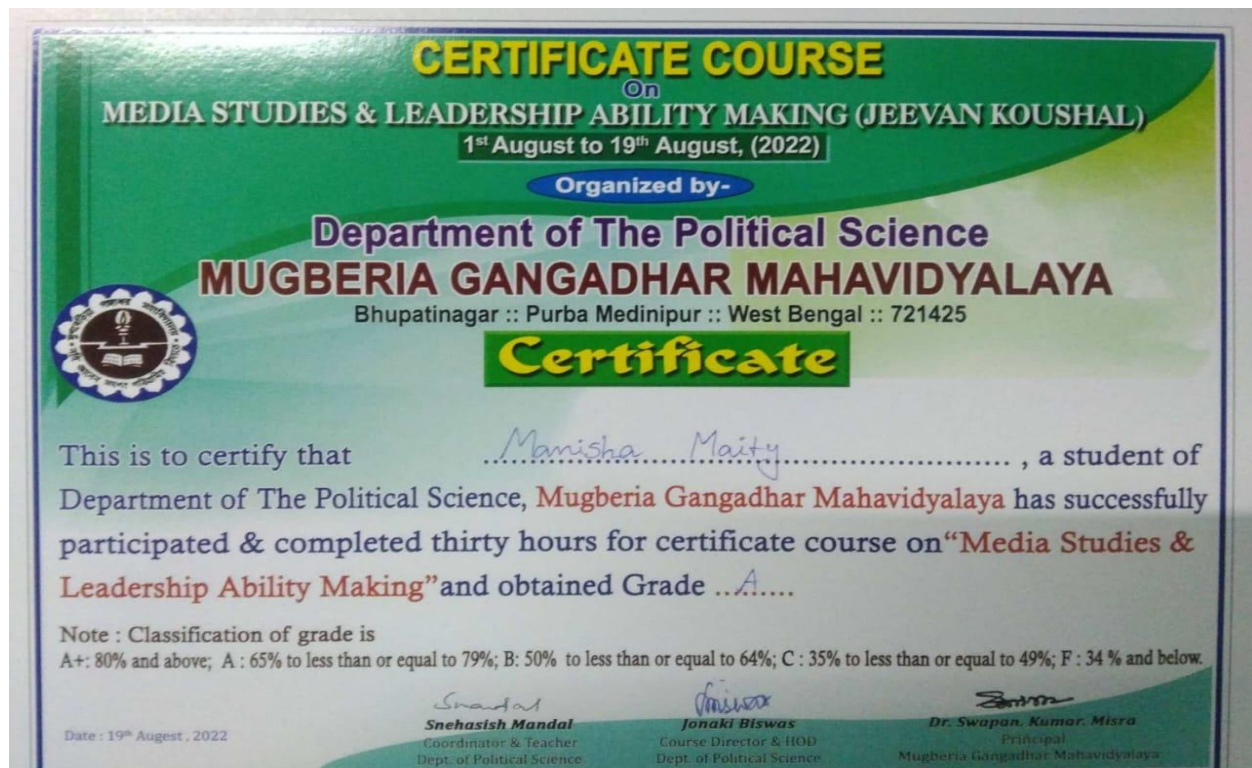 CERTIFICATE COURSE
On
MEDIA STUDIES & LEADERSHIP ABILITY MAKING (JEEVAN KOUSHAL)
1st August to 19th August, (2022)
Organized by-
Department of The Political Science
MUGBERIA GANGADHAR MAHAVIDYALAYA
Bhupatinagar :: Purba Medinipur :: West Bengal :: 721425
Certificate
This is to certify that ....Manisha....Maity.................................... , a student of
Department of The Political Science, Mugberia Gangadhar Mahavidyalaya has successfully
participated & completed thirty hours for certificate course on“Media Studies &
Leadership Ability Making”and obtained Grade ..A.....
Note : Classification of grade is
A+: 80% and above; A : 65% to less than or equal to 79%; B: 50% to less than or equal to 64%; C : 35% to less than or equal to 49%; F : 34 % and below.
Date : 19th Augest , 2022
Snehasish Mandal
Coordinator & Teacher
Dept. of Political Science
Jonaki Biswas
Course Director & HOD
Dept. of Political Science
Dr. Swapan. Kumar. Misra
Principal
Mugberia Gangadhar Mahavidyalaya